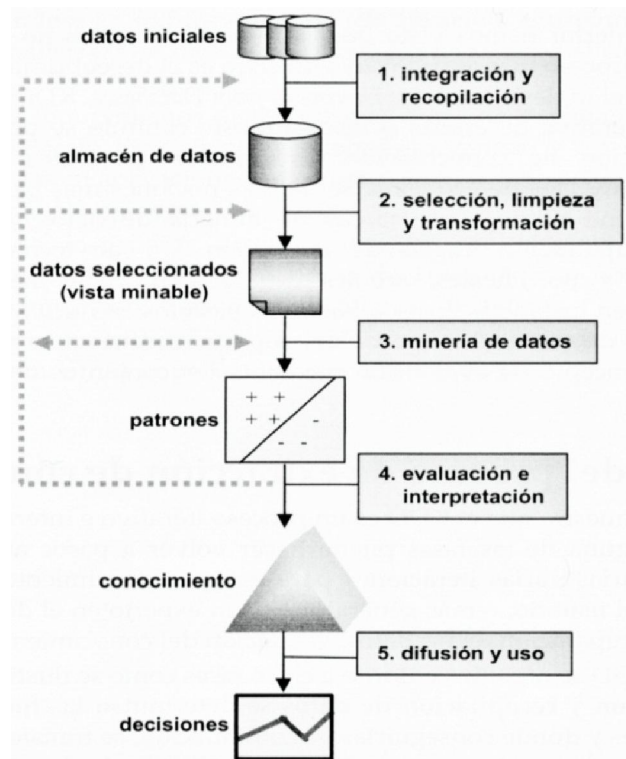 datos iniciales
1. integración y
recopilación
almacén de datos
2. selección, limpieza
y transformación
datos seleccionados
(vista minable)
3. minería de datos
patrones
4. evaluación e
interpretación
conocimiento
5. difusión y uso
decisiones